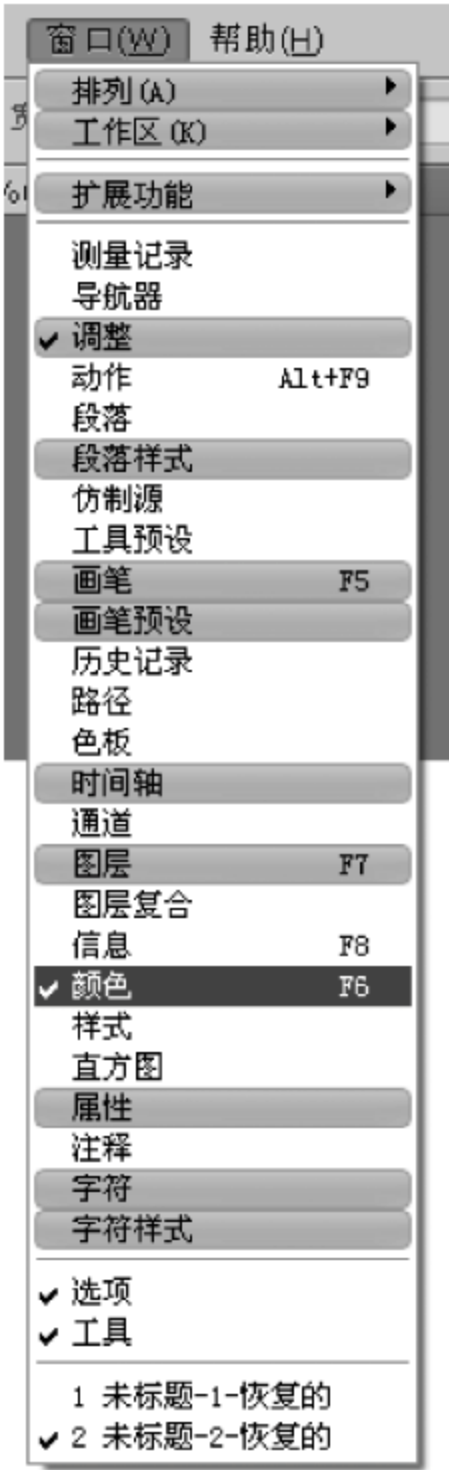 窗口(W) 帮助(H)
排列(A)
工作区(K)
扩展功能
测量记录
导航器
调整
动作 Alt+F9
段落
段落样式
仿制源
工具预设
画笔 F5
画笔预设
历史记录
路径
色板
时间轴
通道
图层 F7
图层复合
信息 F8
颜色 F6
样式
直方图
属性
注释
字符
字符样式
选项
工具
1 未标题-1-恢复的
2 未标题-2-恢复的